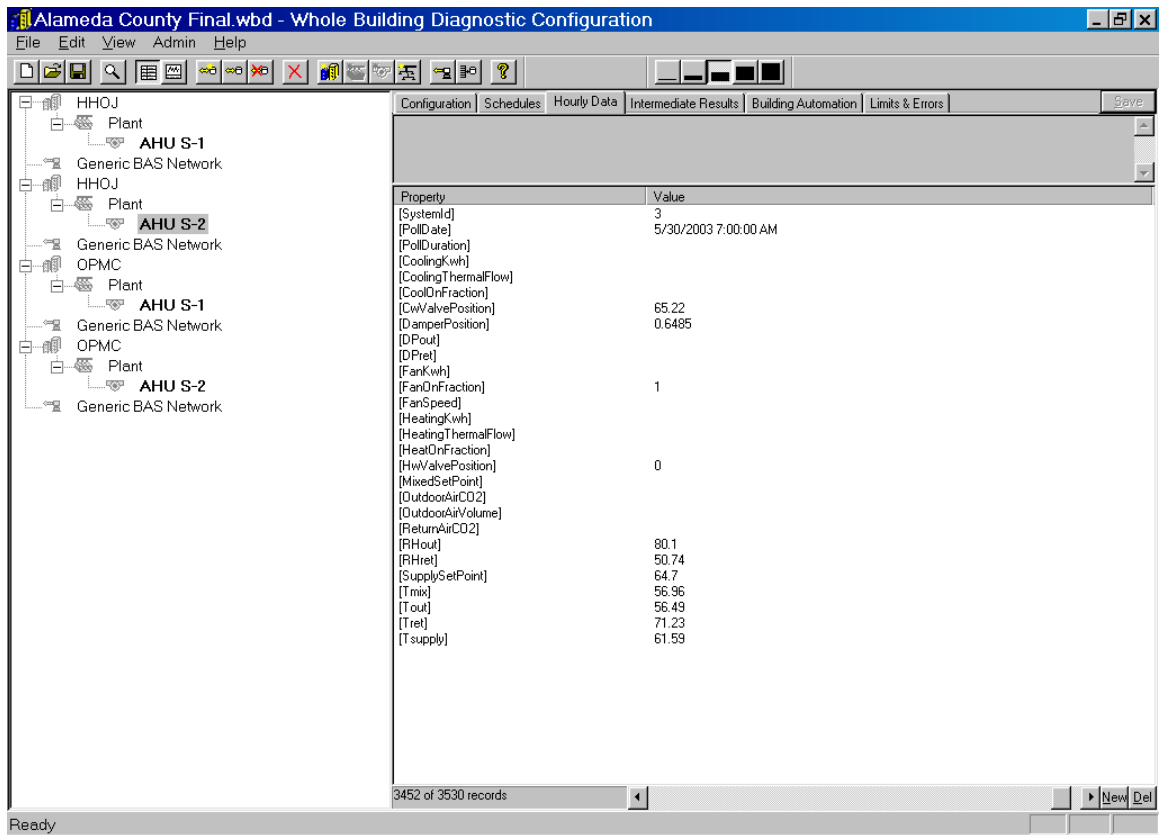 Alameda County Final.wbd - Whole Building Diagnostic Configuration
File Edit View Admin Help
HHOJ
Plant
AHU S-1
Generic BAS Network
HHOJ
Plant
AHU S-2
Generic BAS Network
OPMC
Plant
AHU S-1
Generic BAS Network
OPMC
Plant
AHU S-2
Generic BAS Network
Configuration Schedules Hourly Data Intermediate Results Building Automation Limits & Errors Save
Property Value
[SystemId] 3
[PollDate] 5/30/2003 7:00:00 AM
[PollDuration]
[CoolingKwh]
[CoolingThermalFlow]
[CoolOnFraction]
[CwValvePosition] 65.22
[DamperPosition] 0.6485
[DPout]
[DPret]
[FanKwh]
[FanOnFraction] 1
[FanSpeed]
[HeatingKwh]
[HeatingThermalFlow]
[HeatOnFraction]
[HwValvePosition] 0
[MixedSetPoint]
[OutdoorAirCO2]
[OutdoorAirVolume]
[ReturnAirCO2]
[RHout] 80.1
[RHret] 50.74
[SupplySetPoint] 64.7
[Tmix] 56.96
[Tout] 56.49
[Tret] 71.23
[Tsupply] 61.59
3452 of 3530 records New Del
Ready